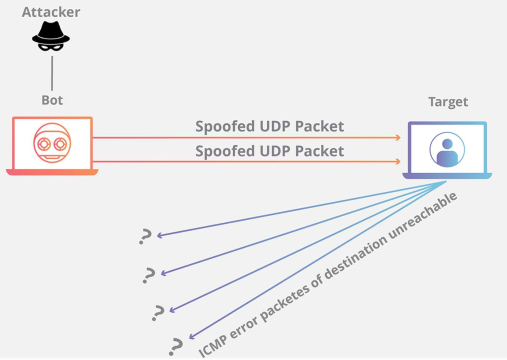 Attacker
Bot
Target
Spoofed UDP Packet
Spoofed UDP Packet
?
?
?
?
ICMP error packetes of destination unreachable